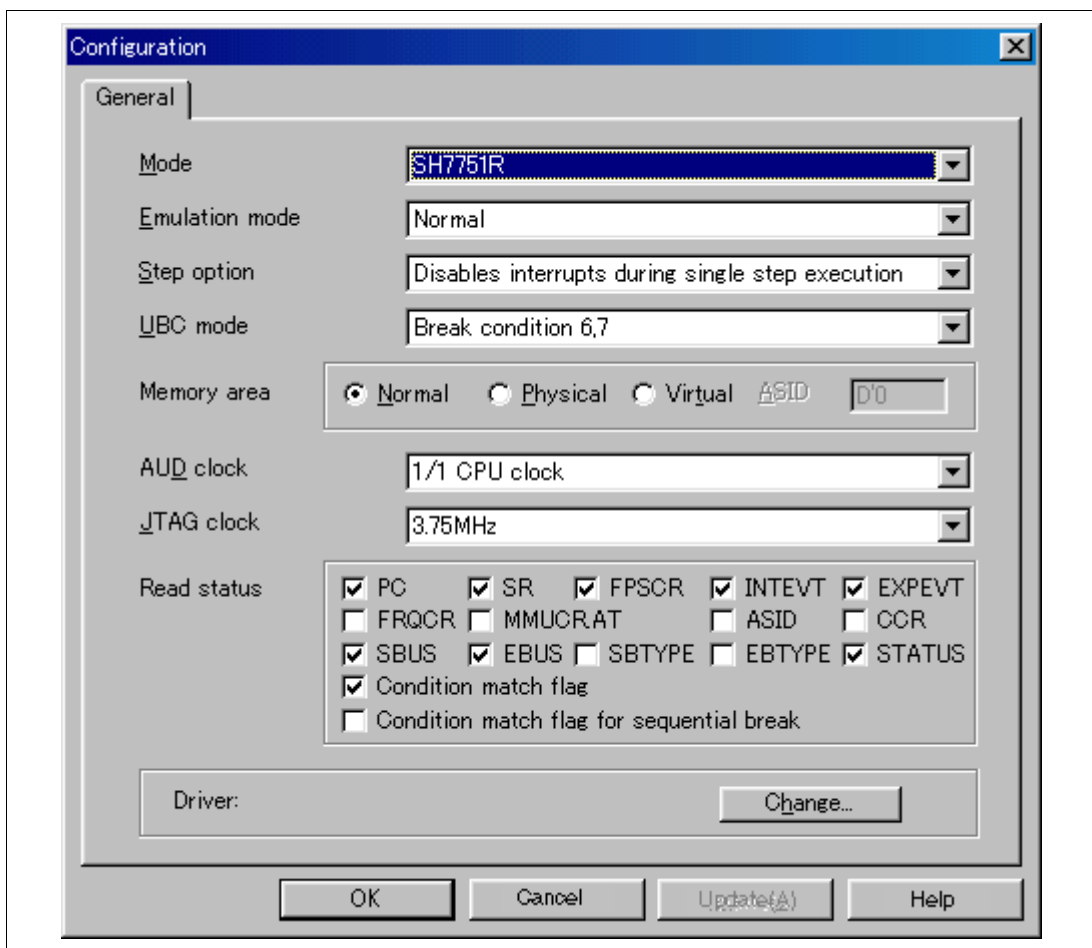 Configuration
General
Mode SH7751R
Emulation mode Normal
Step option Disables interrupts during single step execution
UBC mode Break condition 6,7
Memory area Normal Physical Virtual ASID D'0
AUD clock 1/1 CPU clock
JTAG clock 3.75MHz
Read status PC SR FPSCR INTEVT EXPEVT
FRQCR MMUCR.AT ASID CCR
SBUS EBUS SBTYPE EBTYPE STATUS
Condition match flag
Condition match flag for sequential break
Driver: Change...
OK Cancel Update(A) Help